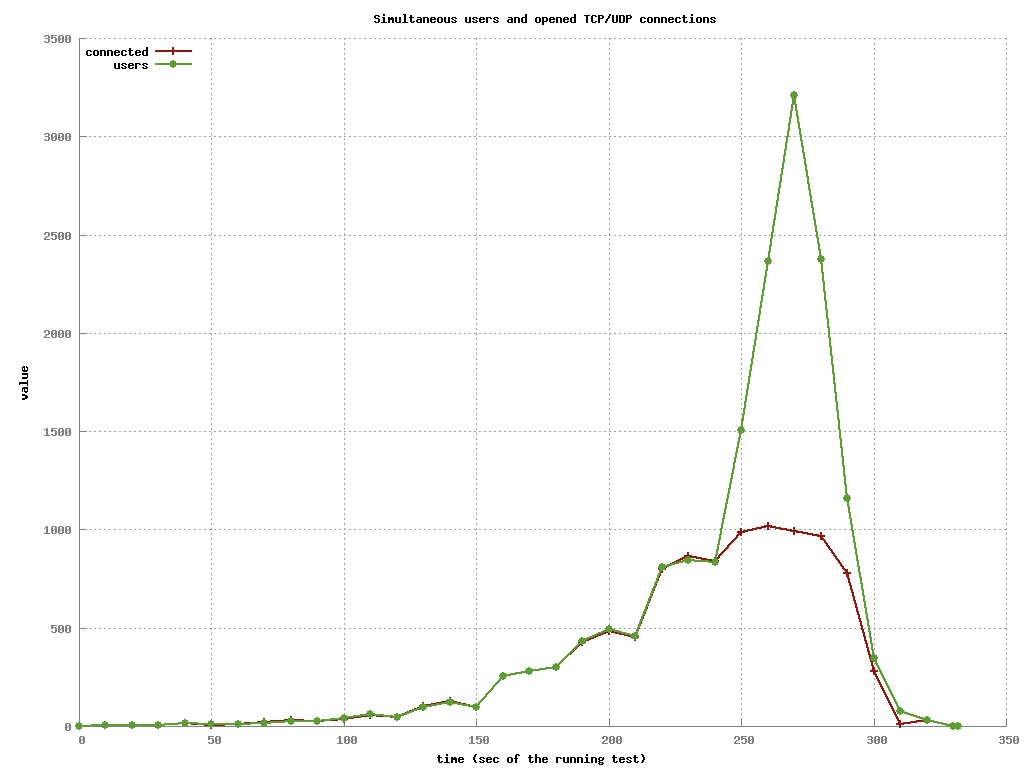 Simultaneous users and opened TCP/UDP connections
3500
connected
users
3000
2500
2000
value
1500
1000
500
0
0 50 100 150 200 250 300 350
time (sec of the running test)